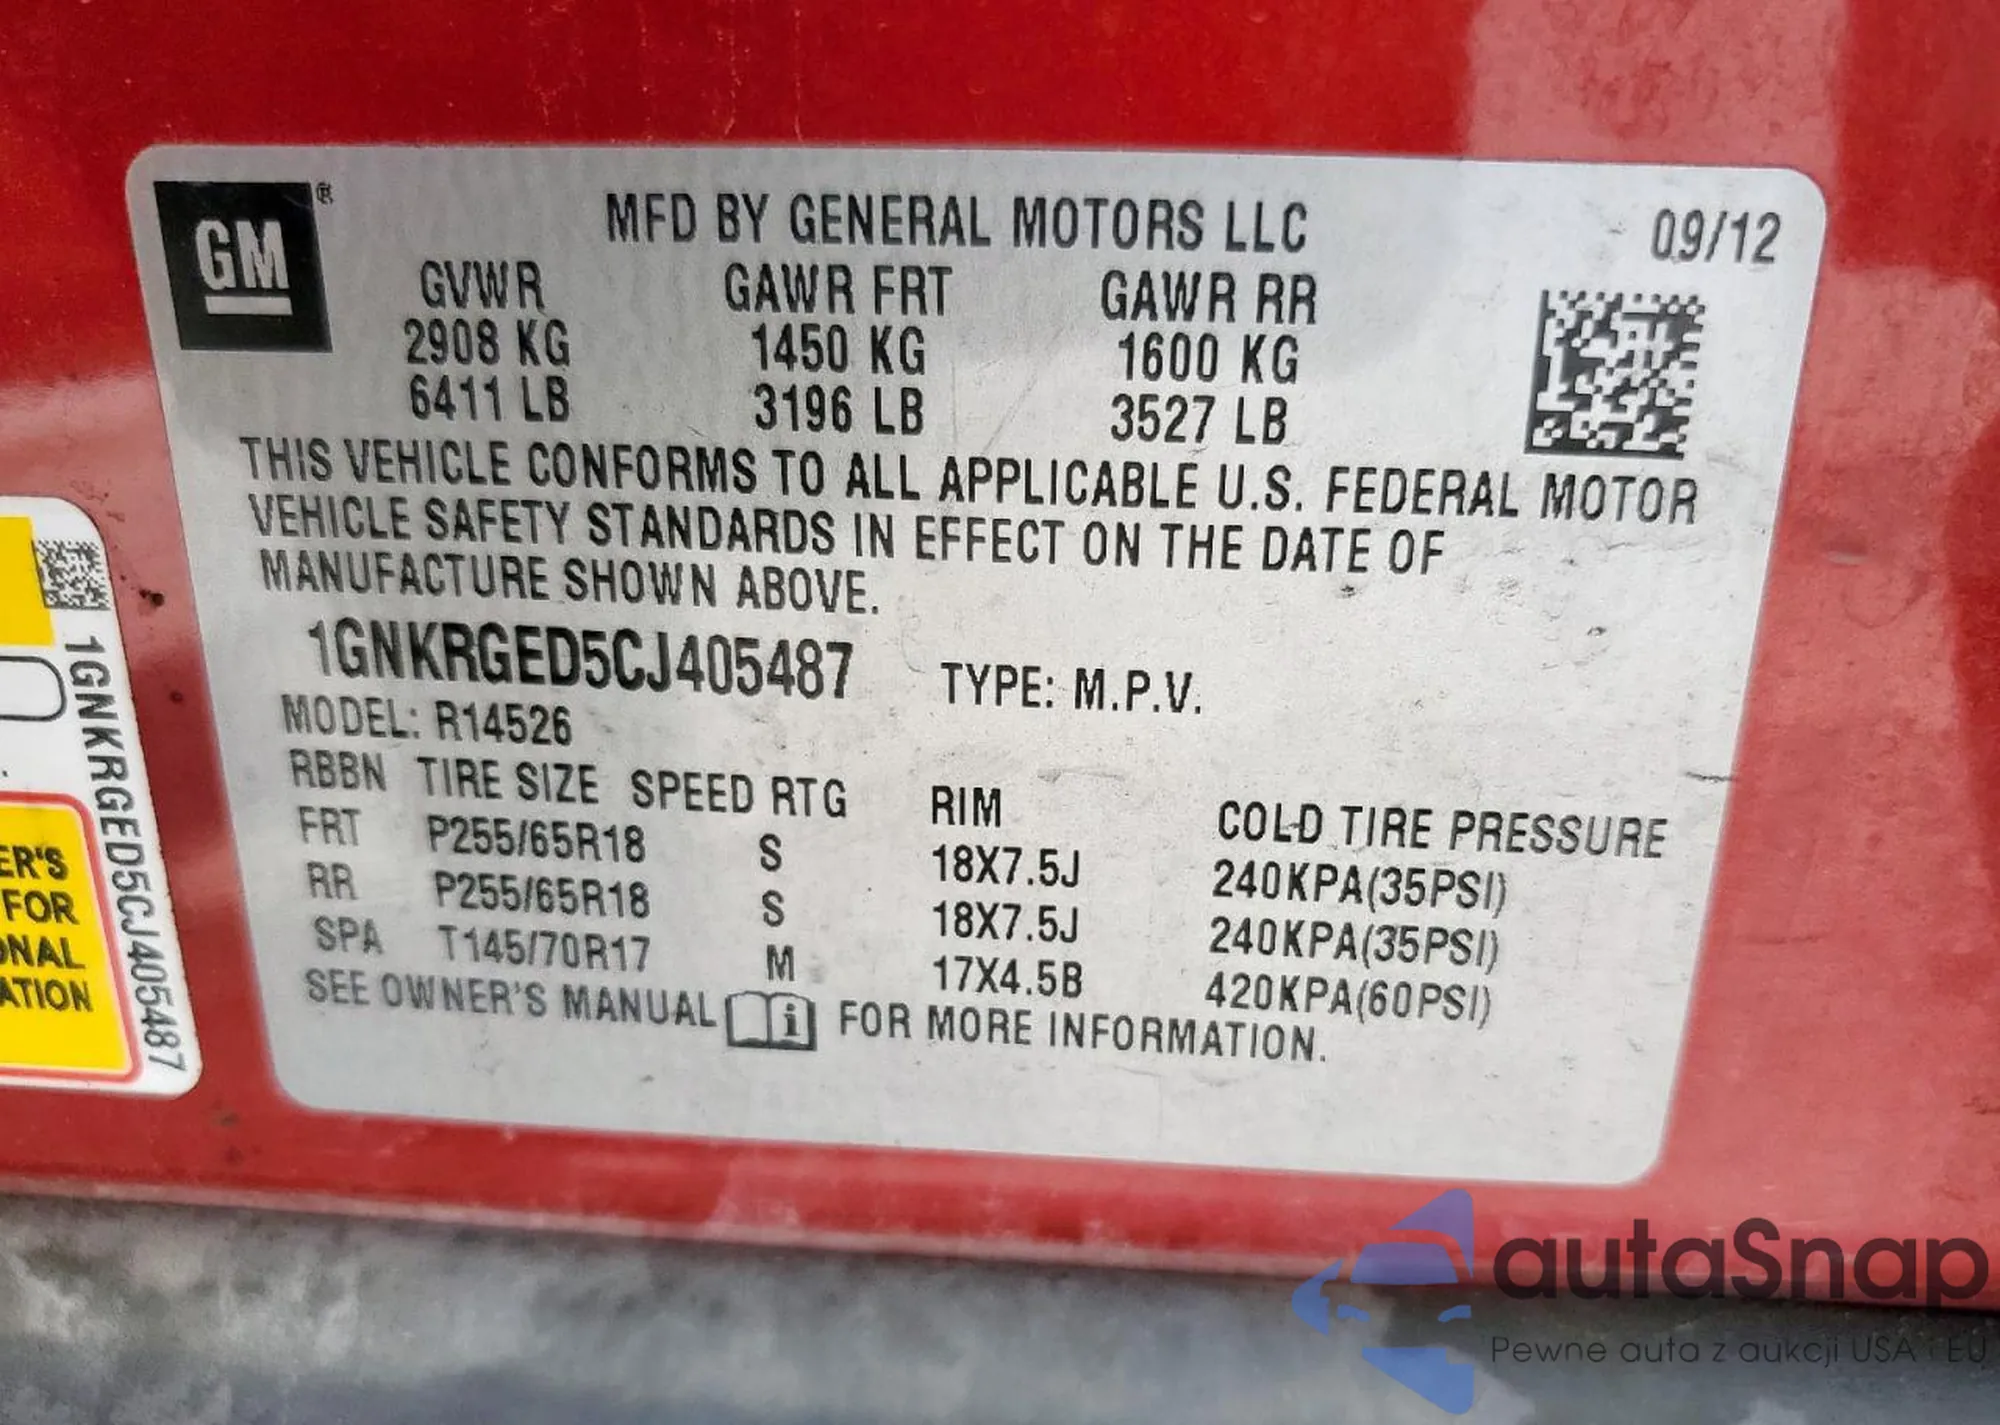 GM ®
MFD BY GENERAL MOTORS LLC 09/12
GVWR GAWR FRT GAWR RR
2908 KG 1450 KG 1600 KG
6411 LB 3196 LB 3527 LB
THIS VEHICLE CONFORMS TO ALL APPLICABLE U.S. FEDERAL MOTOR
VEHICLE SAFETY STANDARDS IN EFFECT ON THE DATE OF
MANUFACTURE SHOWN ABOVE.
1GNKRGED5CJ405487 TYPE: M.P.V.
MODEL: R14526
RBBN TIRE SIZE SPEED RTG RIM COLD TIRE PRESSURE
FRT P255/65R18 S 18X7.5J 240KPA(35PSI)
RR P255/65R18 S 18X7.5J 240KPA(35PSI)
SPA T145/70R17 M 17X4.5B 420KPA(60PSI)
SEE OWNER'S MANUAL i FOR MORE INFORMATION.
1GNKRGED5CJ405487
ER'S
FOR
ONAL
ATION
autaSnap
Pewne auta z aukcji USA i EU